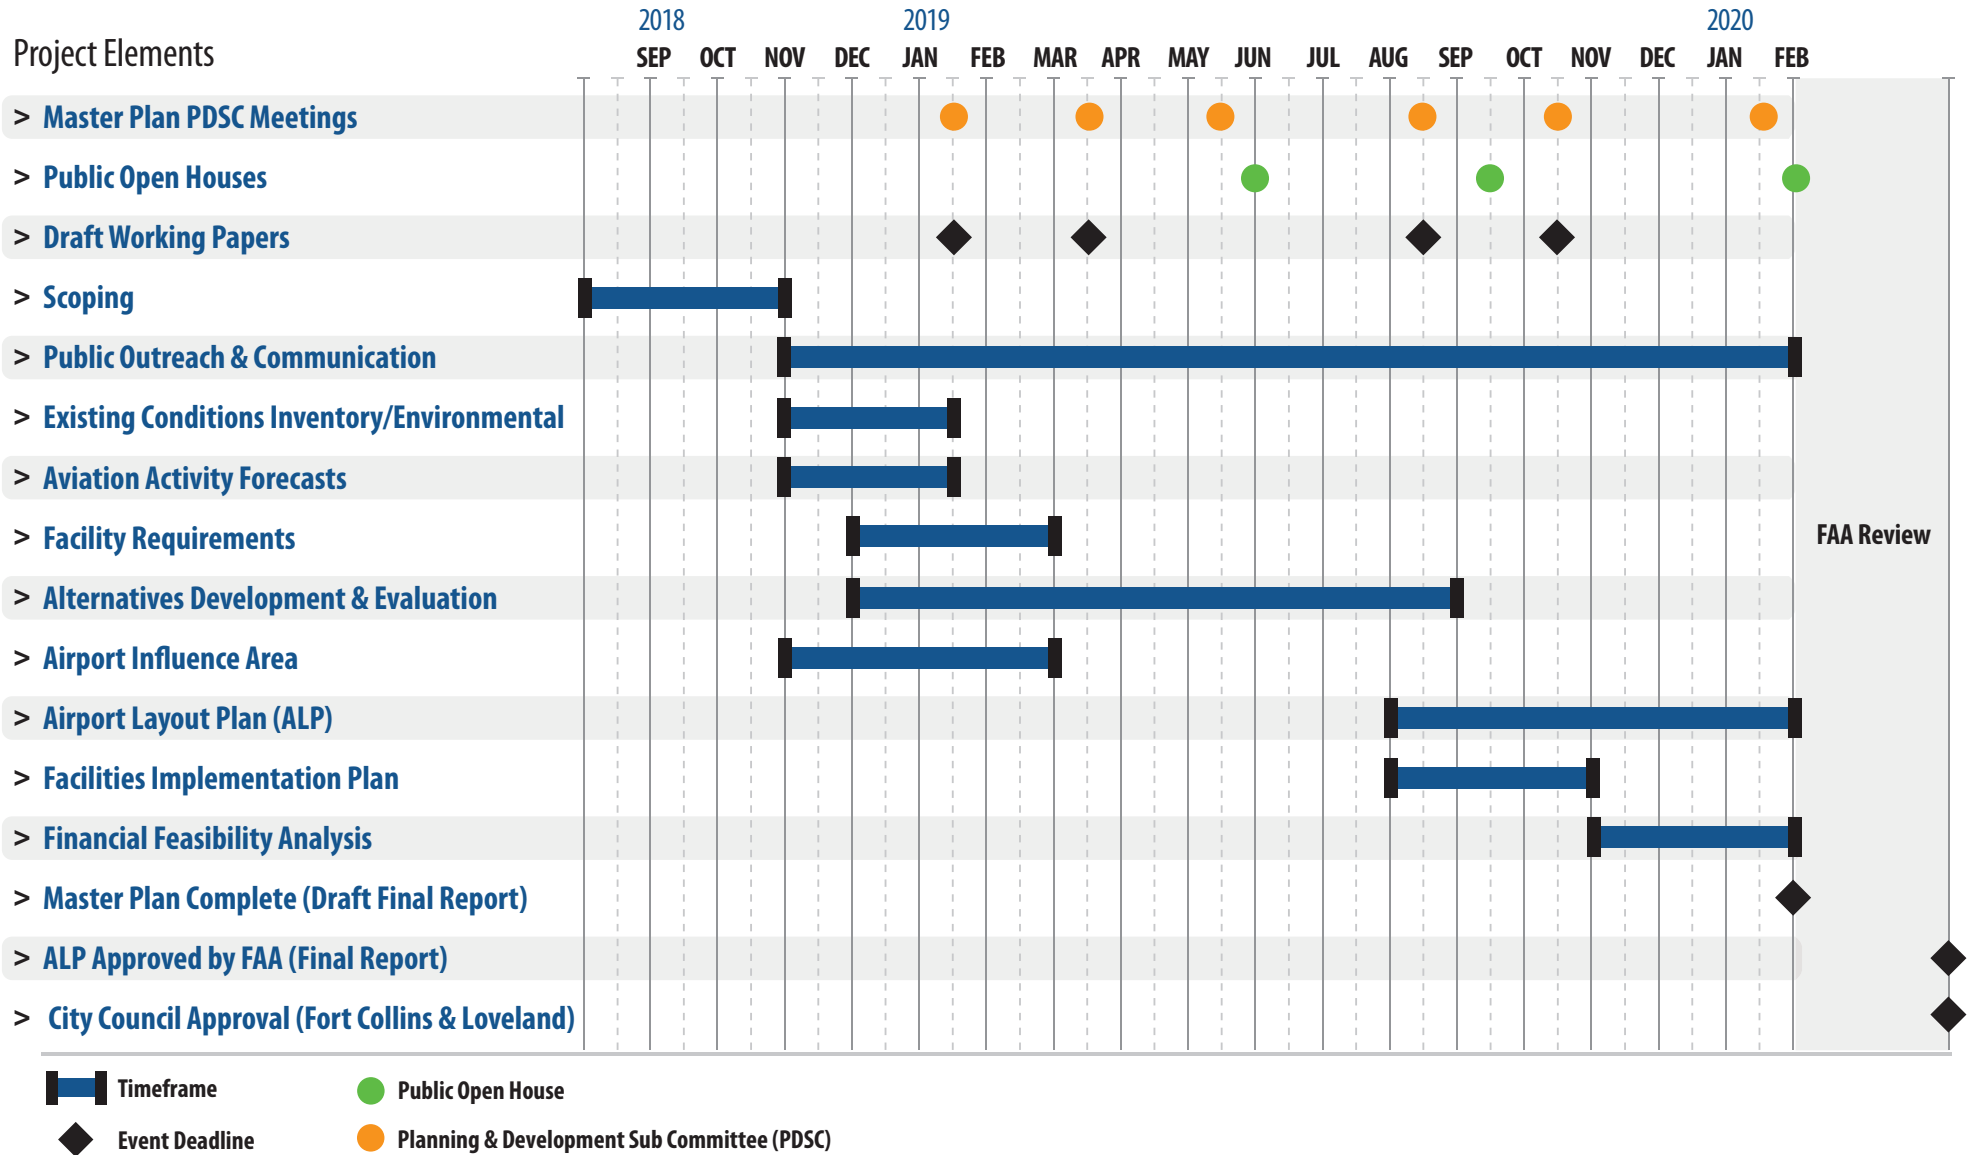 2018 2019 2020
Project Elements SEP OCT NOV DEC JAN FEB MAR APR MAY JUN JUL AUG SEP OCT NOV DEC JAN FEB
> Master Plan PDSC Meetings
> Public Open Houses
> Draft Working Papers
> Scoping
> Public Outreach & Communication
> Existing Conditions Inventory/Environmental
> Aviation Activity Forecasts
> Facility Requirements
FAA Review
> Alternatives Development & Evaluation
> Airport Influence Area
> Airport Layout Plan (ALP)
> Facilities Implementation Plan
> Financial Feasibility Analysis
> Master Plan Complete (Draft Final Report)
> ALP Approved by FAA (Final Report)
> City Council Approval (Fort Collins & Loveland)
Timeframe
Public Open House
Event Deadline
Planning & Development Sub Committee (PDSC)